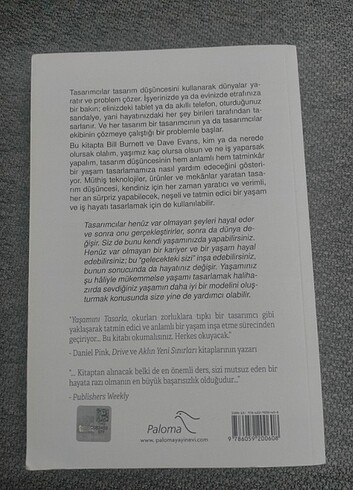 Tasarımcılar tasarım düşüncesini kullanarak dünyalar ya-
ratır ve problem çözer. İşyerinizde ya da evinizde etrafınıza
bir bakın; elinizdeki tablet ya da akıllı telefon, oturduğunuz
sandalye, yani hayatınızdaki her şey birileri tarafından ta-
sarlanır. Ve her tasarım bir tasarımcının ya da tasarımcılar
ekibinin çözmeye çalıştığı bir problemle başlar.
Bu kitapta Bill Burnett ve Dave Evans, kim ya da nerede
olursak olalım, yaşımız kaç olursa olsun ve ne iş yaparsak
yapalım, tasarım düşüncesinin hem anlamlı hem tatminkâr
bir yaşam tasarlamamıza nasıl yardım edeceğini gösteri-
yor. Müthiş teknolojiler, ürünler ve mekânlar yaratan tasa-
rım düşüncesi, kendiniz için her zaman yaratıcı ve verimli,
her an sürpriz yapabilecek, neşeli ve tatmin edici bir yaşam
ve iş hayatı tasarlamak için de kullanılabilir.
Tasarımcılar henüz var olmayan şeyleri hayal eder
ve sonra onu gerçekleştirirler, sonra da dünya de-
ğişir. Siz de bunu kendi yaşamınızda yapabilirsiniz.
Henüz var olmayan bir kariyer ve bir yaşam hayal
edebilirsiniz; bu "gelecekteki sizi" inşa edebilirsiniz,
bunun sonucunda da hayatınız değişir. Yaşamınız
şu hâliyle mükemmelse yaşamı tasarlamak haliha-
zırda sevdiğiniz yaşamın daha iyi bir modelini oluş-
turmak konusunda size yine de yardımcı olabilir.
"Yaşamını Tasarla, okurları zorluklara tıpkı bir tasarımcı gibi
yaklaşarak tatmin edici ve anlamlı bir yaşam inşa etme sürecinden
geçiriyor... Bu kitabı okumalısınız. Herkes okuyacak."
- Daniel Pink, Drive ve Aklın Yeni Sınırları kitaplarının yazarı
"... Kitaptan alınacak belki de en önemli ders, sizi mutsuz eden bir
hayata razı olmanın en büyük başarısızlık olduğudur..."
- Publishers Weekly
Paloma
www.palomayayinevi.com
9 786059 200608